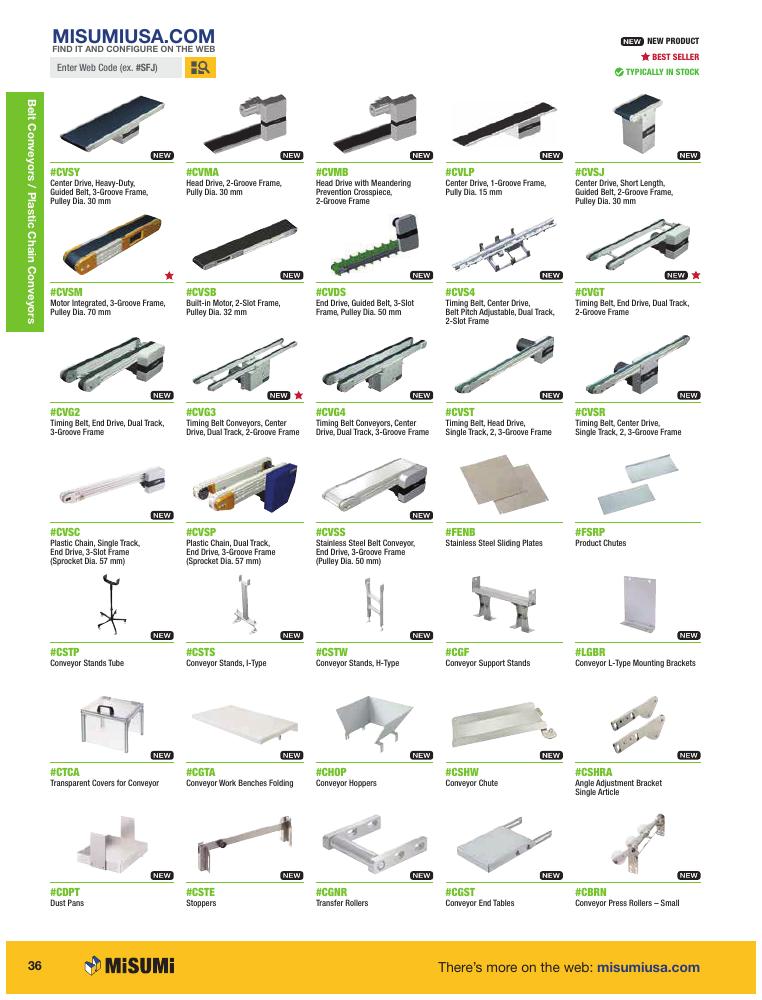 MISUMIUSA.COM
FIND IT AND CONFIGURE ON THE WEB
Enter Web Code (ex. #SFJ)
NEW NEW PRODUCT
BEST SELLER
TYPICALLY IN STOCK
Belt Conveyors / Plastic Chain Conveyors
NEW
#CVSY
Center Drive, Heavy-Duty,
Guided Belt, 3-Groove Frame,
Pulley Dia. 30 mm
NEW
#CVMA
Head Drive, 2-Groove Frame,
Pully Dia. 30 mm
NEW
#CVMB
Head Drive with Meandering
Prevention Crosspiece,
2-Groove Frame
NEW
#CVLP
Center Drive, 1-Groove Frame,
Pully Dia. 15 mm
NEW
#CVSJ
Center Drive, Short Length,
Guided Belt, 2-Groove Frame,
Pulley Dia. 30 mm
#CVSM
Motor Integrated, 3-Groove Frame,
Pulley Dia. 70 mm
NEW
#CVSB
Built-in Motor, 2-Slot Frame,
Pulley Dia. 32 mm
NEW
#CVDS
End Drive, Guided Belt, 3-Slot
Frame, Pulley Dia. 50 mm
NEW
#CVS4
Timing Belt, Center Drive,
Belt Pitch Adjustable, Dual Track,
2-Slot Frame
NEW
#CVGT
Timing Belt, End Drive, Dual Track,
2-Groove Frame
NEW
#CVG2
Timing Belt, End Drive, Dual Track,
3-Groove Frame
NEW
#CVG3
Timing Belt Conveyors, Center
Drive, Dual Track, 2-Groove Frame
NEW
#CVG4
Timing Belt Conveyors, Center
Drive, Dual Track, 3-Groove Frame
NEW
#CVST
Timing Belt, Head Drive,
Single Track, 2, 3-Groove Frame
NEW
#CVSR
Timing Belt, Center Drive,
Single Track, 2, 3-Groove Frame
NEW
#CVSC
Plastic Chain, Single Track,
End Drive, 3-Slot Frame
(Sprocket Dia. 57 mm)
#CVSP
Plastic Chain, Dual Track,
End Drive, 3-Groove Frame
(Sprocket Dia. 57 mm)
NEW
#CVSS
Stainless Steel Belt Conveyor,
End Drive, 3-Groove Frame
(Pulley Dia. 50 mm)
#FENB
Stainless Steel Sliding Plates
#FSRP
Product Chutes
NEW
#CSTP
Conveyor Stands Tube
NEW
#CSTS
Conveyor Stands, I-Type
NEW
#CSTW
Conveyor Stands, H-Type
NEW
#CGF
Conveyor Support Stands
NEW
#LGBR
Conveyor L-Type Mounting Brackets
NEW
#CTCA
Transparent Covers for Conveyor
NEW
#CGTA
Conveyor Work Benches Folding
NEW
#CHOP
Conveyor Hoppers
NEW
#CSHW
Conveyor Chute
NEW
#CSHRA
Angle Adjustment Bracket
Single Article
NEW
#CDPT
Dust Pans
NEW
#CSTE
Stoppers
NEW
#CGNR
Transfer Rollers
NEW
#CGST
Conveyor End Tables
NEW
#CBRN
Conveyor Press Rollers – Small
36
MiSUMi
There's more on the web: misumiusa.com